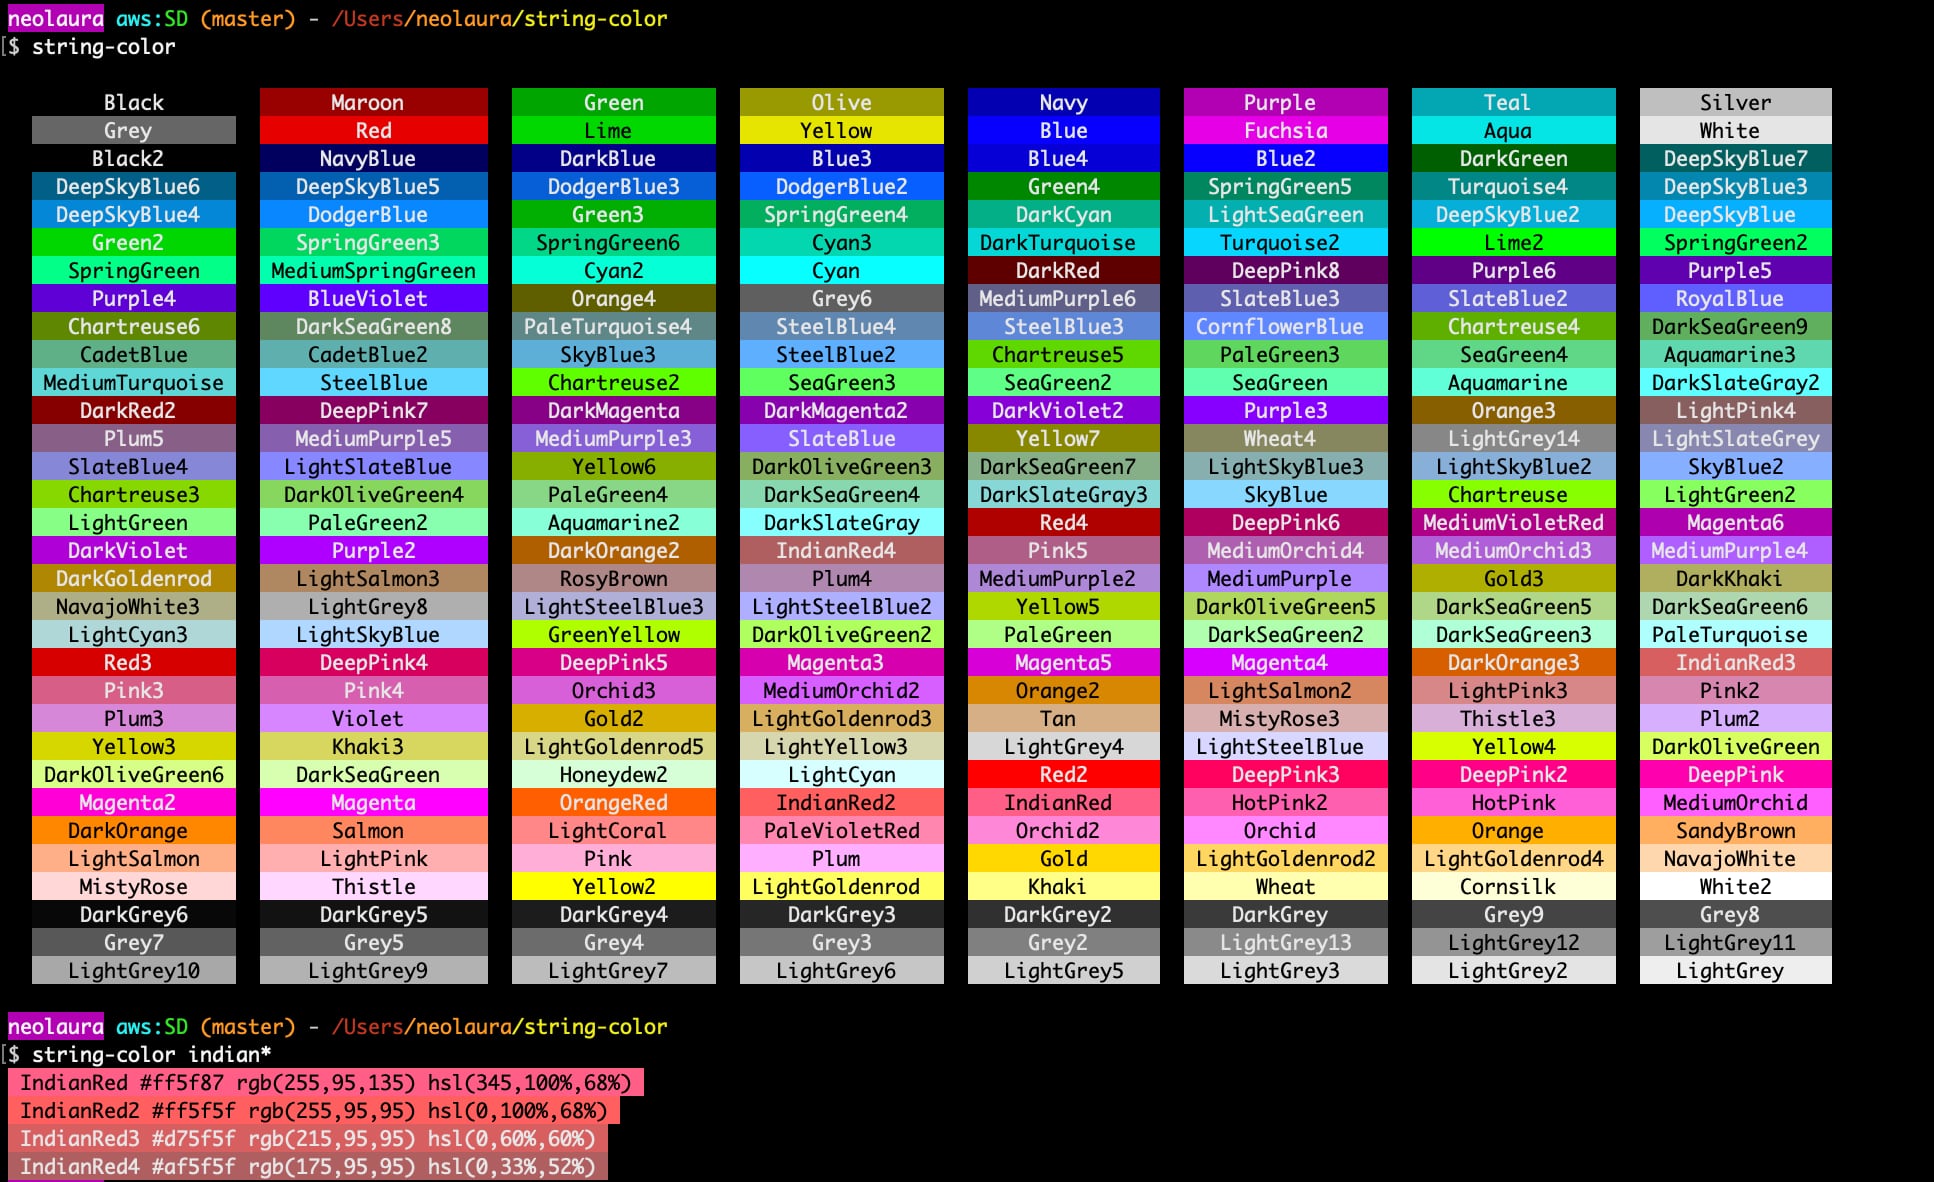 neolaura aws:SD (master) - /Users/neolaura/string-color
[$ string-color
Black Maroon Green Olive Navy Purple Teal Silver
Grey Red Lime Yellow Blue Fuchsia Aqua White
Black2 NavyBlue DarkBlue Blue3 Blue4 Blue2 DarkGreen DeepSkyBlue7
DeepSkyBlue6 DeepSkyBlue5 DodgerBlue3 DodgerBlue2 Green4 SpringGreen5 Turquoise4 DeepSkyBlue3
DeepSkyBlue4 DodgerBlue Green3 SpringGreen4 DarkCyan LightSeaGreen DeepSkyBlue2 DeepSkyBlue
Green2 SpringGreen3 SpringGreen6 Cyan3 DarkTurquoise Turquoise2 Lime2 SpringGreen2
SpringGreen MediumSpringGreen Cyan2 Cyan DarkRed DeepPink8 Purple6 Purple5
Purple4 BlueViolet Orange4 Grey6 MediumPurple6 SlateBlue3 SlateBlue2 RoyalBlue
Chartreuse6 DarkSeaGreen8 PaleTurquoise4 SteelBlue4 SteelBlue3 CornflowerBlue Chartreuse4 DarkSeaGreen9
CadetBlue CadetBlue2 SkyBlue3 SteelBlue2 Chartreuse5 PaleGreen3 SeaGreen4 Aquamarine3
MediumTurquoise SteelBlue Chartreuse2 SeaGreen3 SeaGreen2 SeaGreen Aquamarine DarkSlateGray2
DarkRed2 DeepPink7 DarkMagenta DarkMagenta2 DarkViolet2 Purple3 Orange3 LightPink4
Plum5 MediumPurple5 MediumPurple3 SlateBlue Yellow7 Wheat4 LightGrey14 LightSlateGrey
SlateBlue4 LightSlateBlue Yellow6 DarkOliveGreen3 DarkSeaGreen7 LightSkyBlue3 LightSkyBlue2 SkyBlue2
Chartreuse3 DarkOliveGreen4 PaleGreen4 DarkSeaGreen4 DarkSlateGray3 SkyBlue Chartreuse LightGreen2
LightGreen PaleGreen2 Aquamarine2 DarkSlateGray Red4 DeepPink6 MediumVioletRed Magenta6
DarkViolet Purple2 DarkOrange2 IndianRed4 Pink5 MediumOrchid4 MediumOrchid3 MediumPurple4
DarkGoldenrod LightSalmon3 RosyBrown Plum4 MediumPurple2 MediumPurple Gold3 DarkKhaki
NavajoWhite3 LightGrey8 LightSteelBlue3 LightSteelBlue2 Yellow5 DarkOliveGreen5 DarkSeaGreen5 DarkSeaGreen6
LightCyan3 LightSkyBlue GreenYellow DarkOliveGreen2 PaleGreen DarkSeaGreen2 DarkSeaGreen3 PaleTurquoise
Red3 DeepPink4 DeepPink5 Magenta3 Magenta5 Magenta4 DarkOrange3 IndianRed3
Pink3 Pink4 Orchid3 MediumOrchid2 Orange2 LightSalmon2 LightPink3 Pink2
Plum3 Violet Gold2 LightGoldenrod3 Tan MistyRose3 Thistle3 Plum2
Yellow3 Khaki3 LightGoldenrod5 LightYellow3 LightGrey4 LightSteelBlue Yellow4 DarkOliveGreen
DarkOliveGreen6 DarkSeaGreen Honeydew2 LightCyan Red2 DeepPink3 DeepPink2 DeepPink
Magenta2 Magenta OrangeRed IndianRed2 IndianRed HotPink2 HotPink MediumOrchid
DarkOrange Salmon LightCoral PaleVioletRed Orchid2 Orchid Orange SandyBrown
LightSalmon LightPink Pink Plum Gold LightGoldenrod2 LightGoldenrod4 NavajoWhite
MistyRose Thistle Yellow2 LightGoldenrod Khaki Wheat Cornsilk White2
DarkGrey6 DarkGrey5 DarkGrey4 DarkGrey3 DarkGrey2 DarkGrey Grey9 Grey8
Grey7 Grey5 Grey4 Grey3 Grey2 LightGrey13 LightGrey12 LightGrey11
LightGrey10 LightGrey9 LightGrey7 LightGrey6 LightGrey5 LightGrey3 LightGrey2 LightGrey
neolaura aws:SD (master) - /Users/neolaura/string-color
[$ string-color indian*
IndianRed #ff5f87 rgb(255,95,135) hsl(345,100%,68%)
IndianRed2 #ff5f5f rgb(255,95,95) hsl(0,100%,68%)
IndianRed3 #d75f5f rgb(215,95,95) hsl(0,60%,60%)
IndianRed4 #af5f5f rgb(175,95,95) hsl(0,33%,52%)